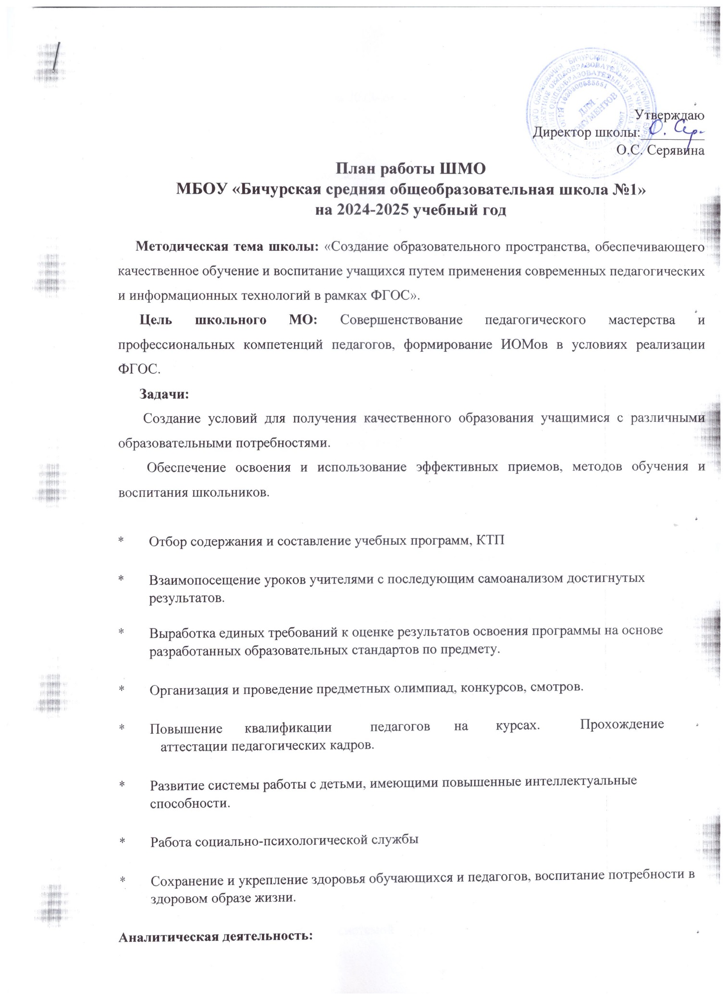 Утверждаю
Директор школы:
О.С. Серявина
ДЛЯ
ДОКУМЕНТОВ
План работы ШМО
МБОУ «Бичурская средняя общеобразовательная школа №1»
на 2024-2025 учебный год
Методическая тема школы: «Создание образовательного пространства, обеспечивающего
качественное обучение и воспитание учащихся путем применения современных педагогических
и информационных технологий в рамках ФГОС».
Цель школьного МО: Совершенствование педагогического мастерства и
профессиональных компетенций педагогов, формирование ИОМов в условиях реализации
ФГОС.
Задачи:
Создание условий для получения качественного образования учащимися с различными
образовательными потребностями.
Обеспечение освоения и использование эффективных приемов, методов обучения и
воспитания школьников.
* Отбор содержания и составление учебных программ, КТП
* Взаимопосещение уроков учителями с последующим самоанализом достигнутых
результатов.
* Выработка единых требований к оценке результатов освоения программы на основе
разработанных образовательных стандартов по предмету.
* Организация и проведение предметных олимпиад, конкурсов, смотров.
* Повышение квалификации педагогов на курсах. Прохождение
аттестации педагогических кадров.
* Развитие системы работы с детьми, имеющими повышенные интеллектуальные
способности.
* Работа социально-психологической службы
* Сохранение и укрепление здоровья обучающихся и педагогов, воспитание потребности в
здоровом образе жизни.
Аналитическая деятельность: